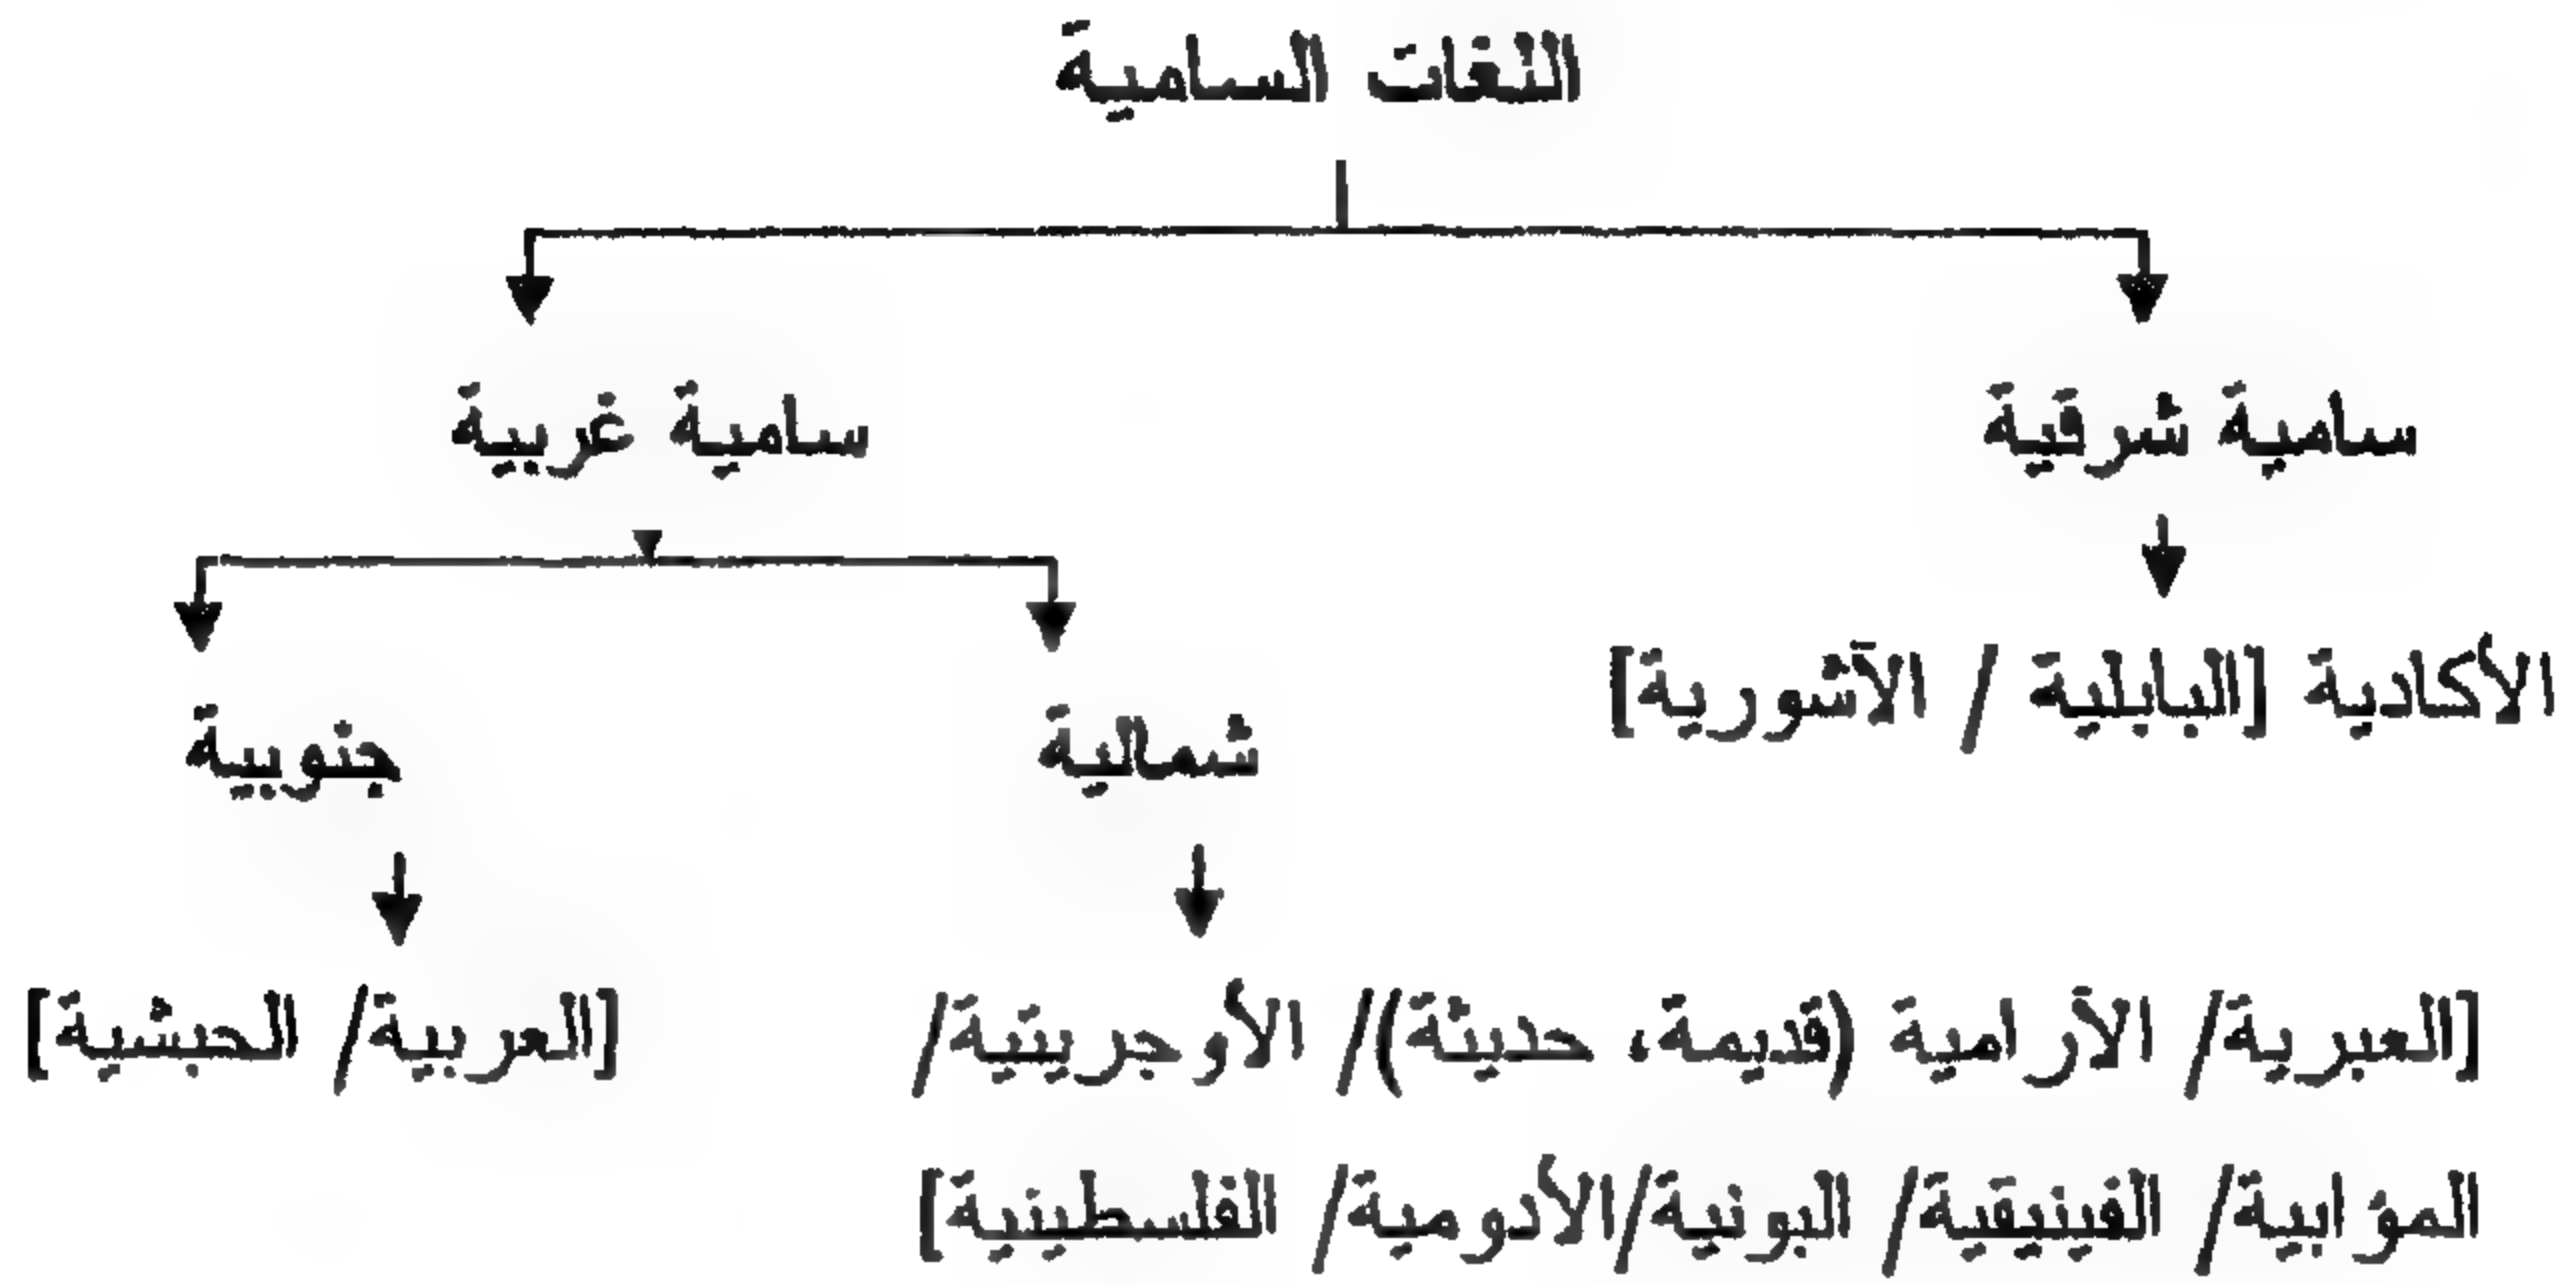 اللغات السامية
سامية شرقية
سامية غربية
الأكادية [البابلية / الآشورية]
شمالية
جنوبية
[العبرية/ الآرامية (قديمة، حديثة)/ الأوجريتية/
المؤابية/ الفينيقية/ البونية/الأدومية/ الفلسطينية]
[العربية/ الحبشية]